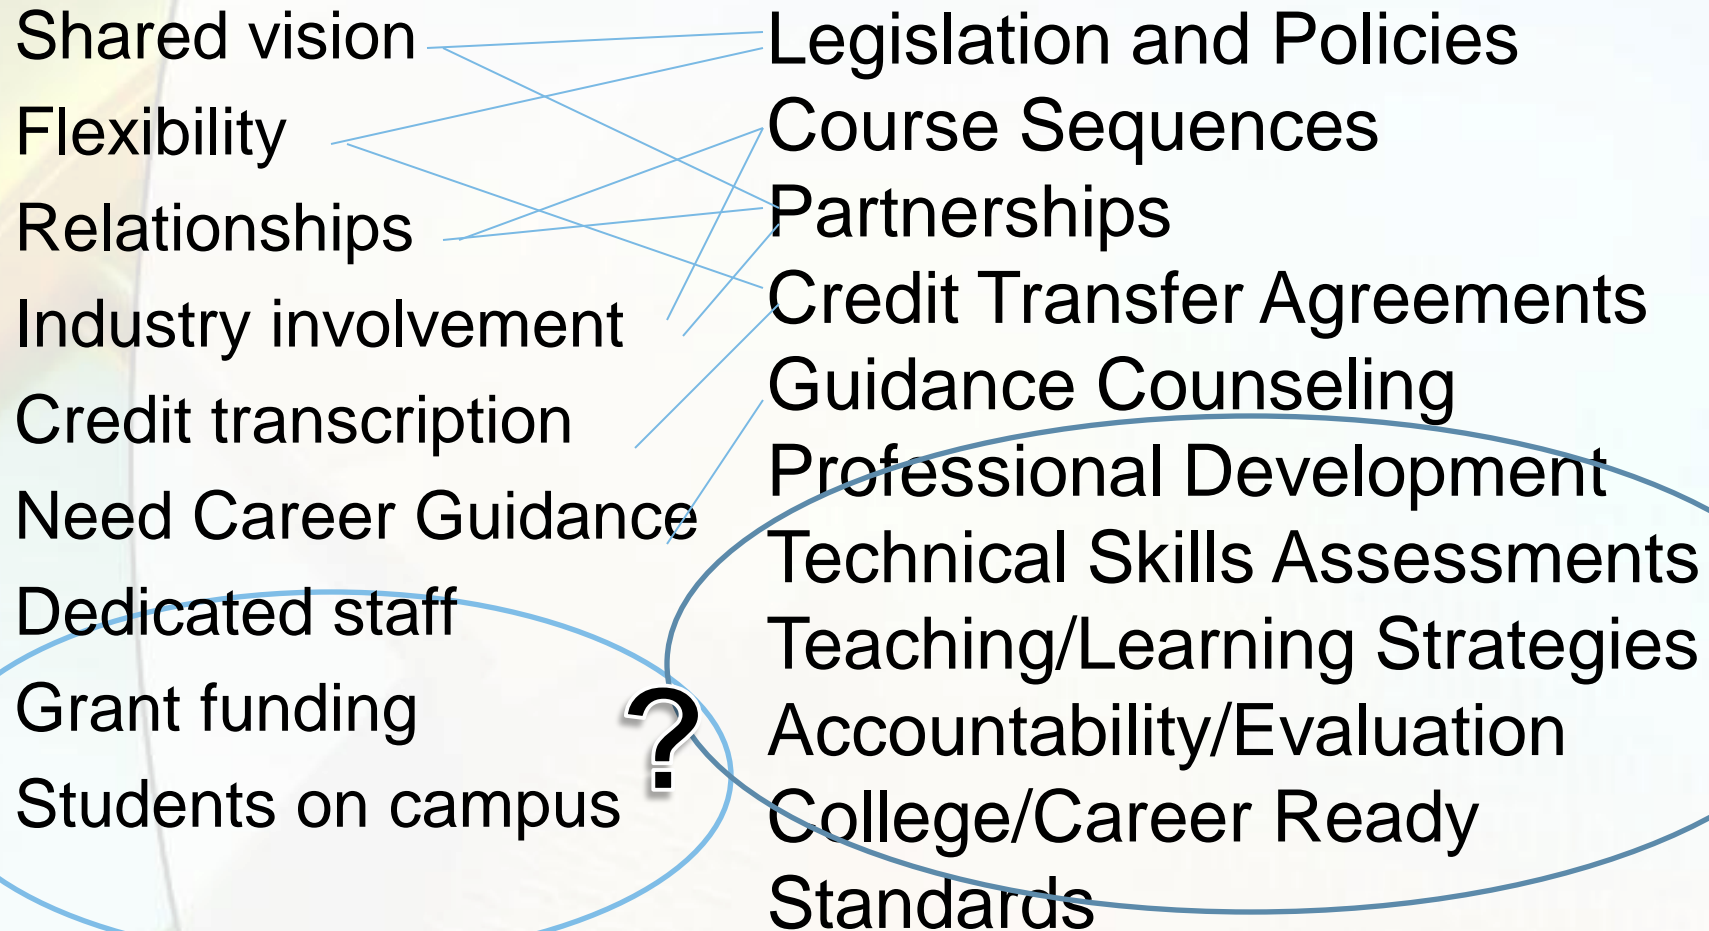 Shared vision
Flexibility
Relationships
Industry involvement
Credit transcription
Need Career Guidance
Dedicated staff
Grant funding
Students on campus
?
Legislation and Policies
Course Sequences
Partnerships
Credit Transfer Agreements
Guidance Counseling
Professional Development
Technical Skills Assessments
Teaching/Learning Strategies
Accountability/Evaluation
College/Career Ready
Standards